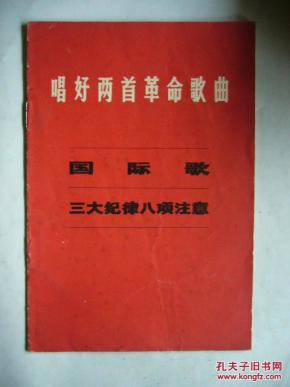 唱好两首革命歌曲
国际歌
三大纪律八项注意
孔夫子旧书网